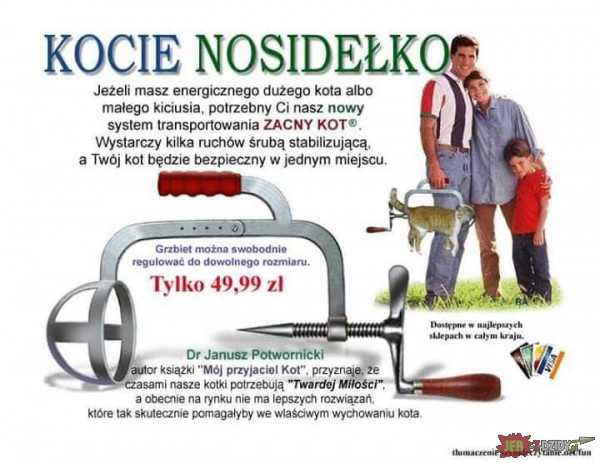 KOCIE NOSIDEŁKO
Jeżeli masz energicznego dużego kota albo
małego kiciusia, potrzebny Ci nasz nowy
system transportowania ZACNY KOT®.
Wystarczy kilka ruchów śrubą stabilizującą,
a Twój kot będzie bezpieczny w jednym miejscu.
Grzbiet można swobodnie
regulować do dowolnego rozmiaru.
Tylko 49,99 zł
Dostępne w najlepszych
sklepach w całym kraju.
VISA
Dr Janusz Potwornicki
autor książki "Mój przyjaciel Kot", przyznaje, że
czasami nasze kotki potrzebują "Twardej Miłości",
a obecnie na rynku nie ma lepszych rozwiązań,
które tak skutecznie pomagałyby we właściwym wychowaniu kota.
tłumaczenie